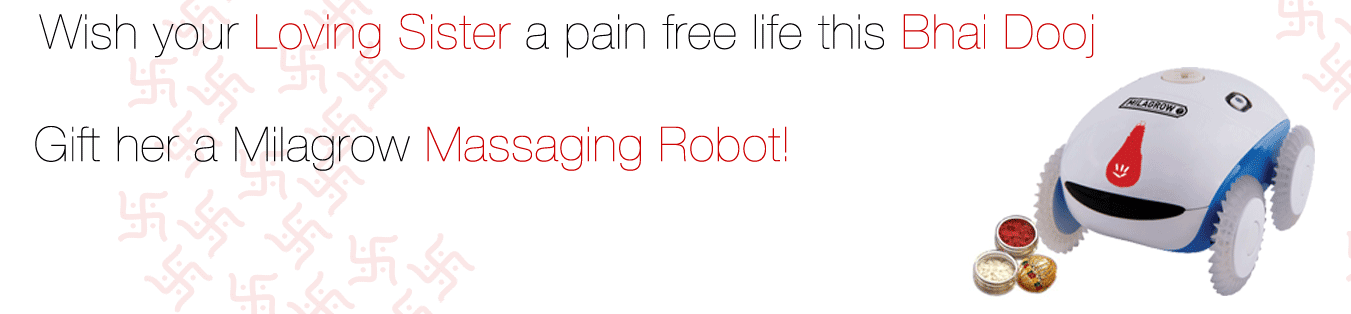 Wish your Loving Sister a pain free life this Bhai Dooj
Gift her a Milagrow Massaging Robot!
MILAGROW